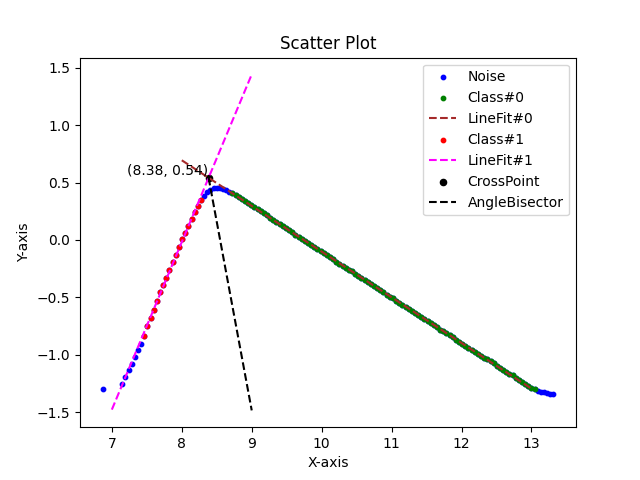 Scatter Plot
1.5
1.0
0.5
0.0
−0.5
−1.0
−1.5
Y-axis
(8.38, 0.54)
Noise
Class#0
LineFit#0
Class#1
LineFit#1
CrossPoint
AngleBisector
7 8 9 10 11 12 13
X-axis